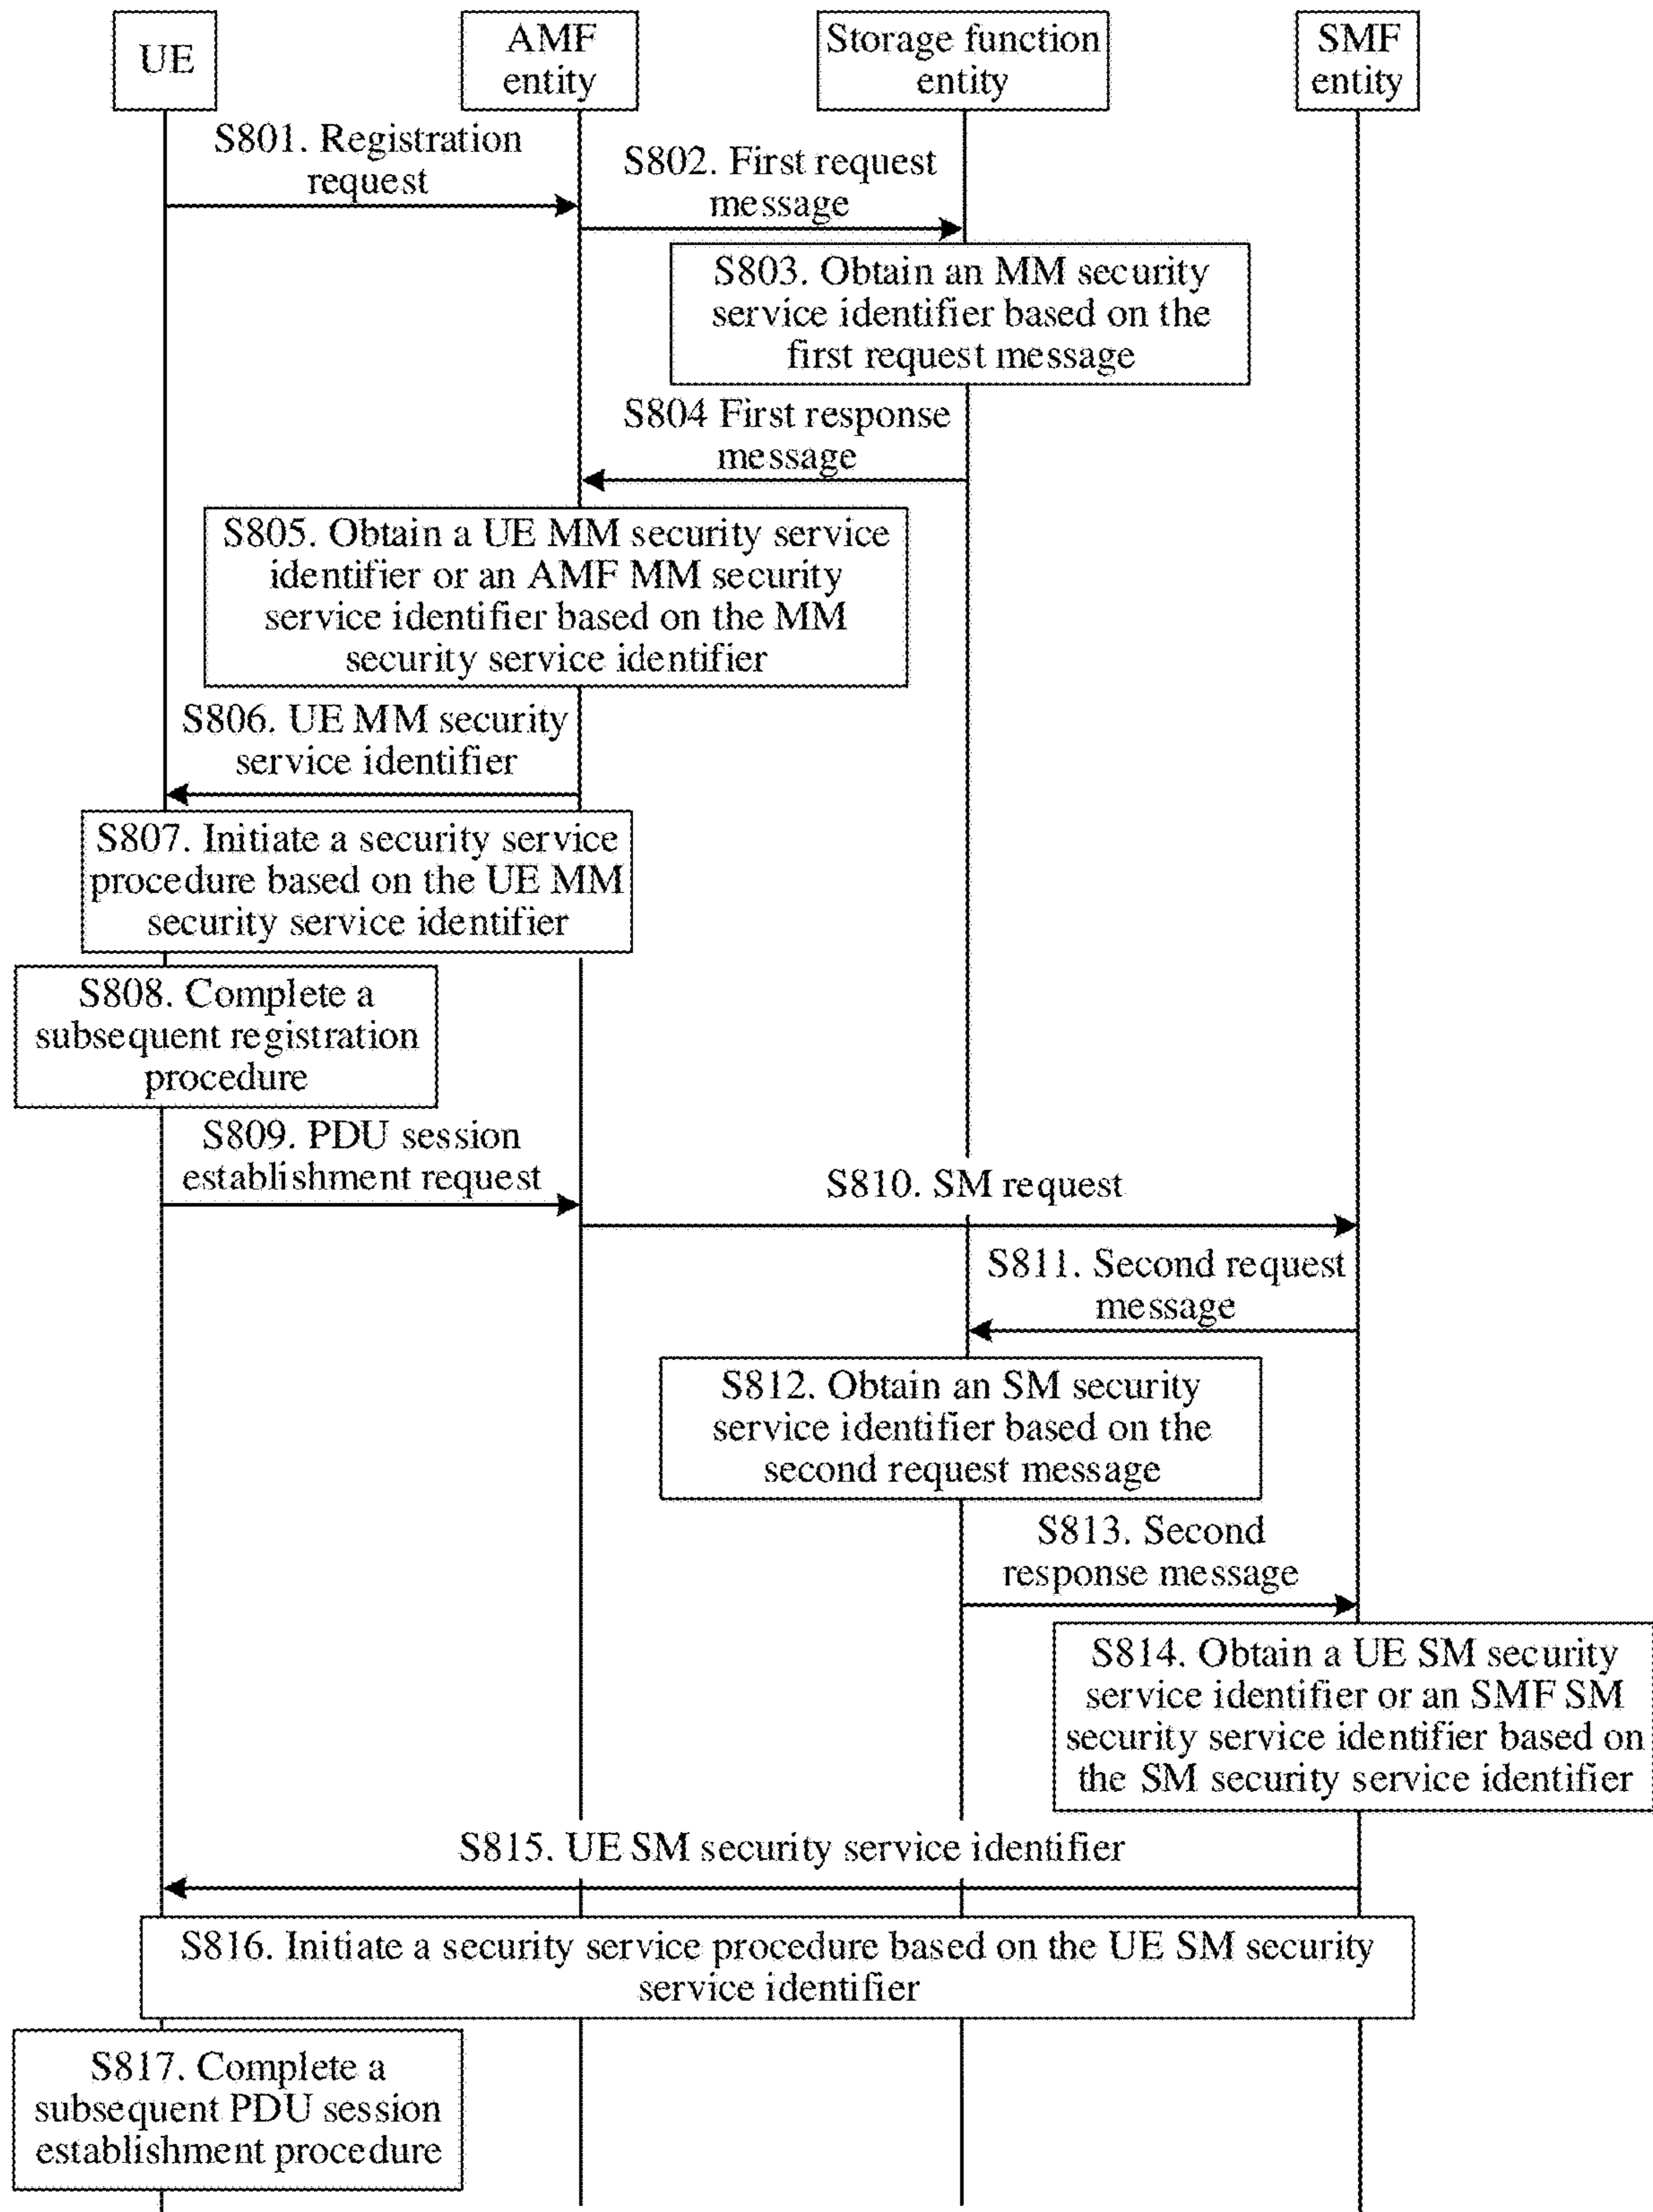 UE
AMF
entity
Storage function
entity
SMF
entity
S801. Registration
request
S802. First request
message
S803. Obtain an MM security
service identifier based on the
first request message
S804 First response
message
S805. Obtain a UE MM security service
identifier or an AMF MM security
service identifier based on the MM
security service identifier
S806. UE MM security
service identifier
S807. Initiate a security service
procedure based on the UE MM
security service identifier
S808. Complete a
subsequent registration
procedure
S809. PDU session
establishment request
S810. SM request
S811. Second request
message
S812. Obtain an SM security
service identifier based on the
second request message
S813. Second
response message
S814. Obtain a UE SM security
service identifier or an SMF SM
security service identifier based on
the SM security service identifier
S815. UE SM security service identifier
S816. Initiate a security service procedure based on the UE SM security
service identifier
S817. Complete a
subsequent PDU session
establishment procedure